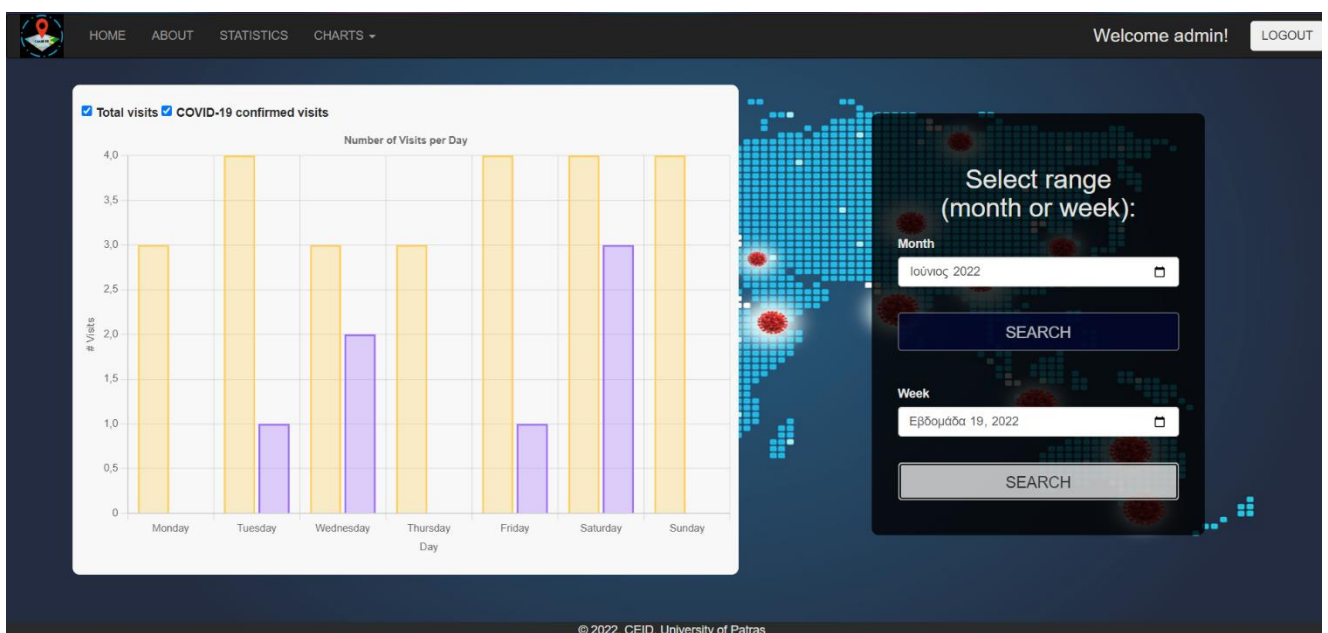 HOME ABOUT STATISTICS CHARTS
Welcome admin! LOGOUT
Total visits COVID-19 confirmed visits
Number of Visits per Day
4,0
3,5
3,0
2,5
2,0
1,5
1,0
0,5
0
# Visits
Monday Tuesday Wednesday Thursday Friday Saturday Sunday
Day
Select range
(month or week):
Month
Ιούνιος 2022
SEARCH
Week
Εβδομάδα 19, 2022
SEARCH
© 2022, CEID, University of Patras